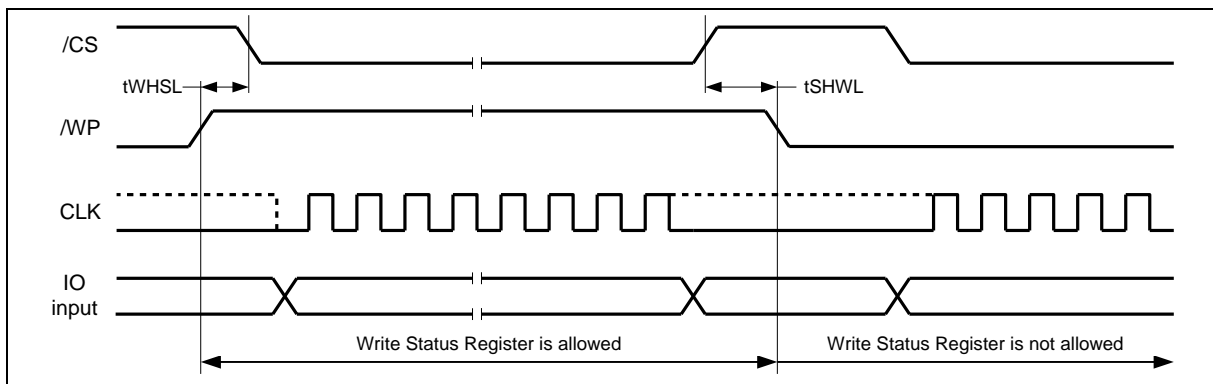 /CS
tWHSL
tSHWL
/WP
CLK
IO
input
Write Status Register is allowed
Write Status Register is not allowed